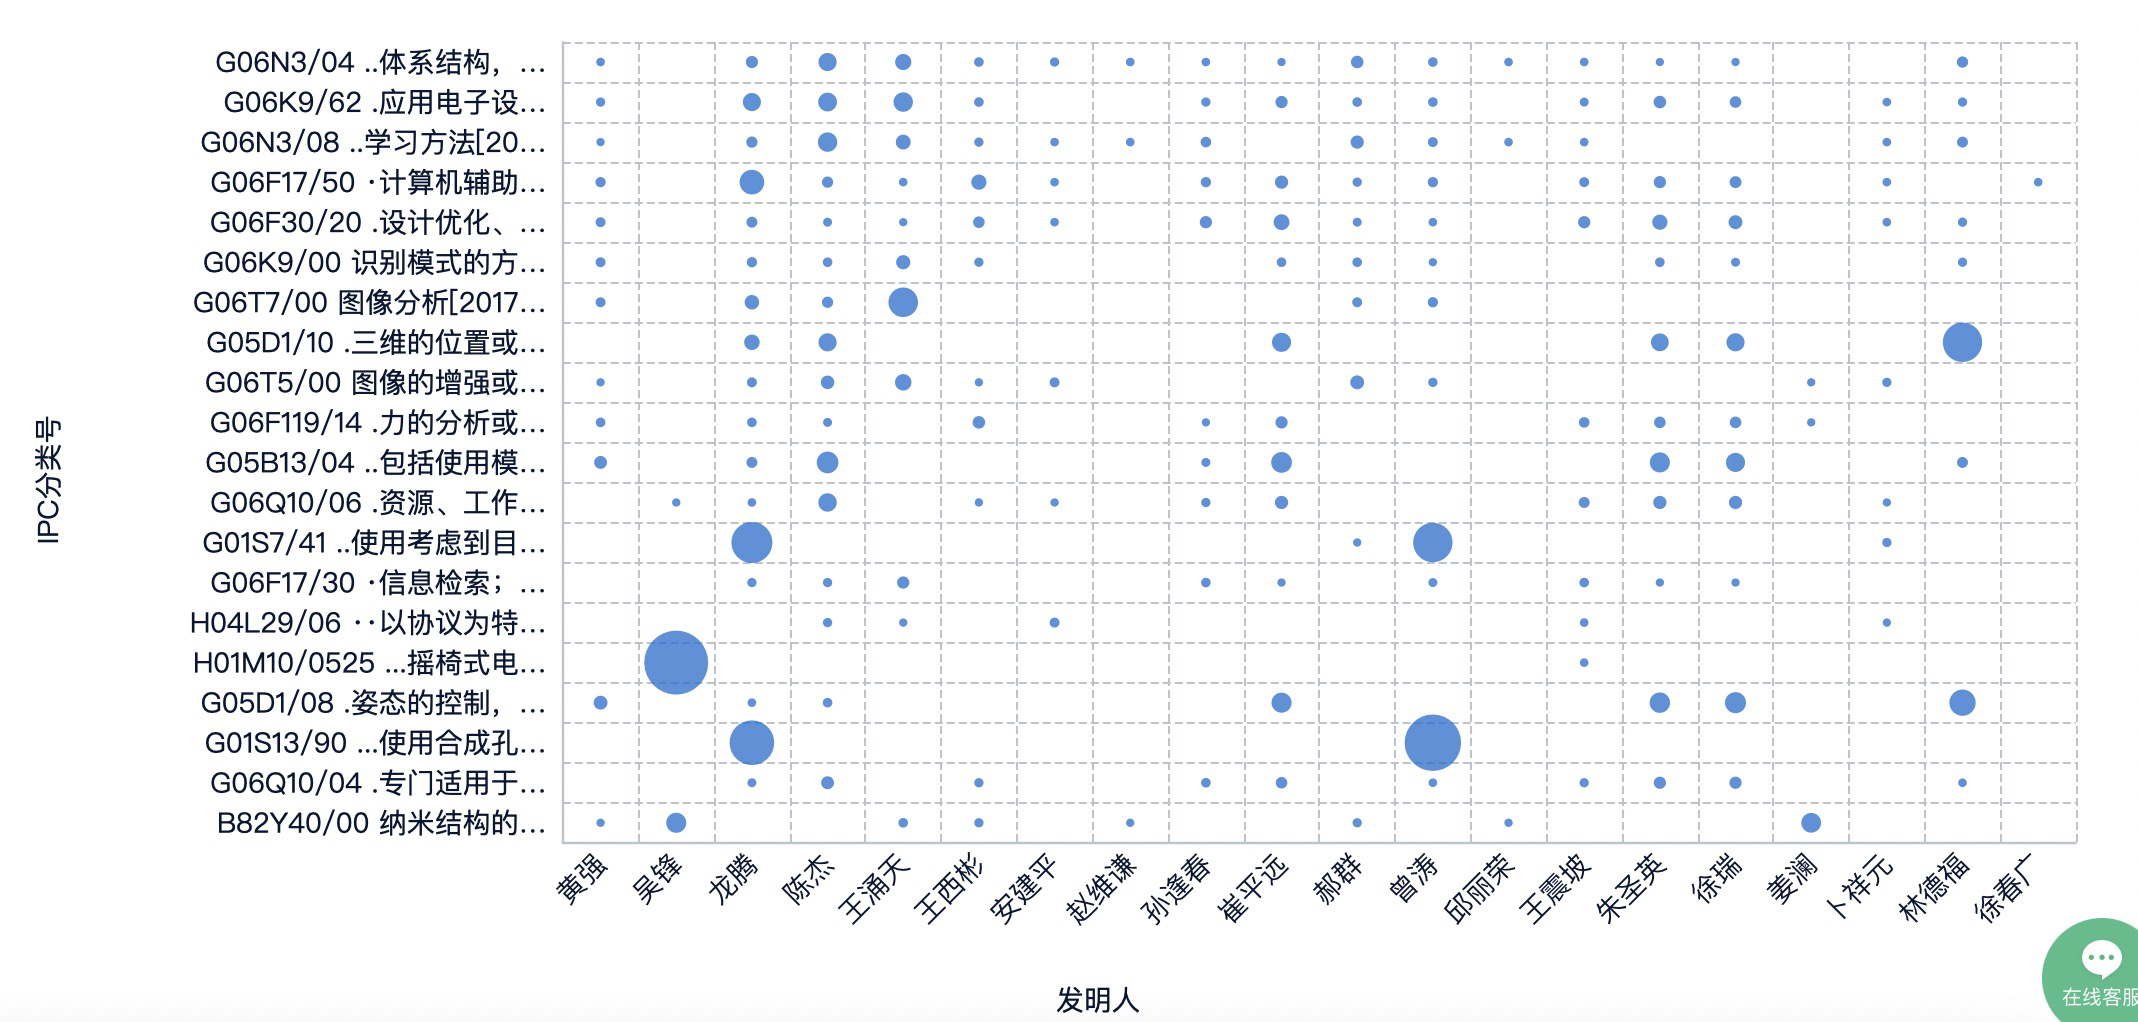 G06N3/04 ..体系结构，...
G06K9/62 .应用电子设...
G06N3/08 ..学习方法[20...
G06F17/50 ·计算机辅助...
G06F30/20 .设计优化、...
G06K9/00 识别模式的方...
G06T7/00 图像分析[2017...
G05D1/10 .三维的位置或...
G06T5/00 图像的增强或...
G06F119/14 .力的分析或...
G05B13/04 ..包括使用模...
G06Q10/06 .资源、工作...
G01S7/41 ..使用考虑到目...
G06F17/30 ·信息检索；...
H04L29/06 ··以协议为特...
H01M10/0525 ...摇椅式电...
G05D1/08 .姿态的控制，...
G01S13/90 ...使用合成孔...
G06Q10/04 .专门适用于...
B82Y40/00 纳米结构的...
IPC分类号
黄强
吴锋
龙腾
陈杰
王涌天
王西彬
安建平
赵维谦
孙逢春
崔平远
郝群
曾涛
邱丽荣
王震坡
朱圣英
徐瑞
姜澜
卜祥元
林德福
徐春广
发明人
在线客服